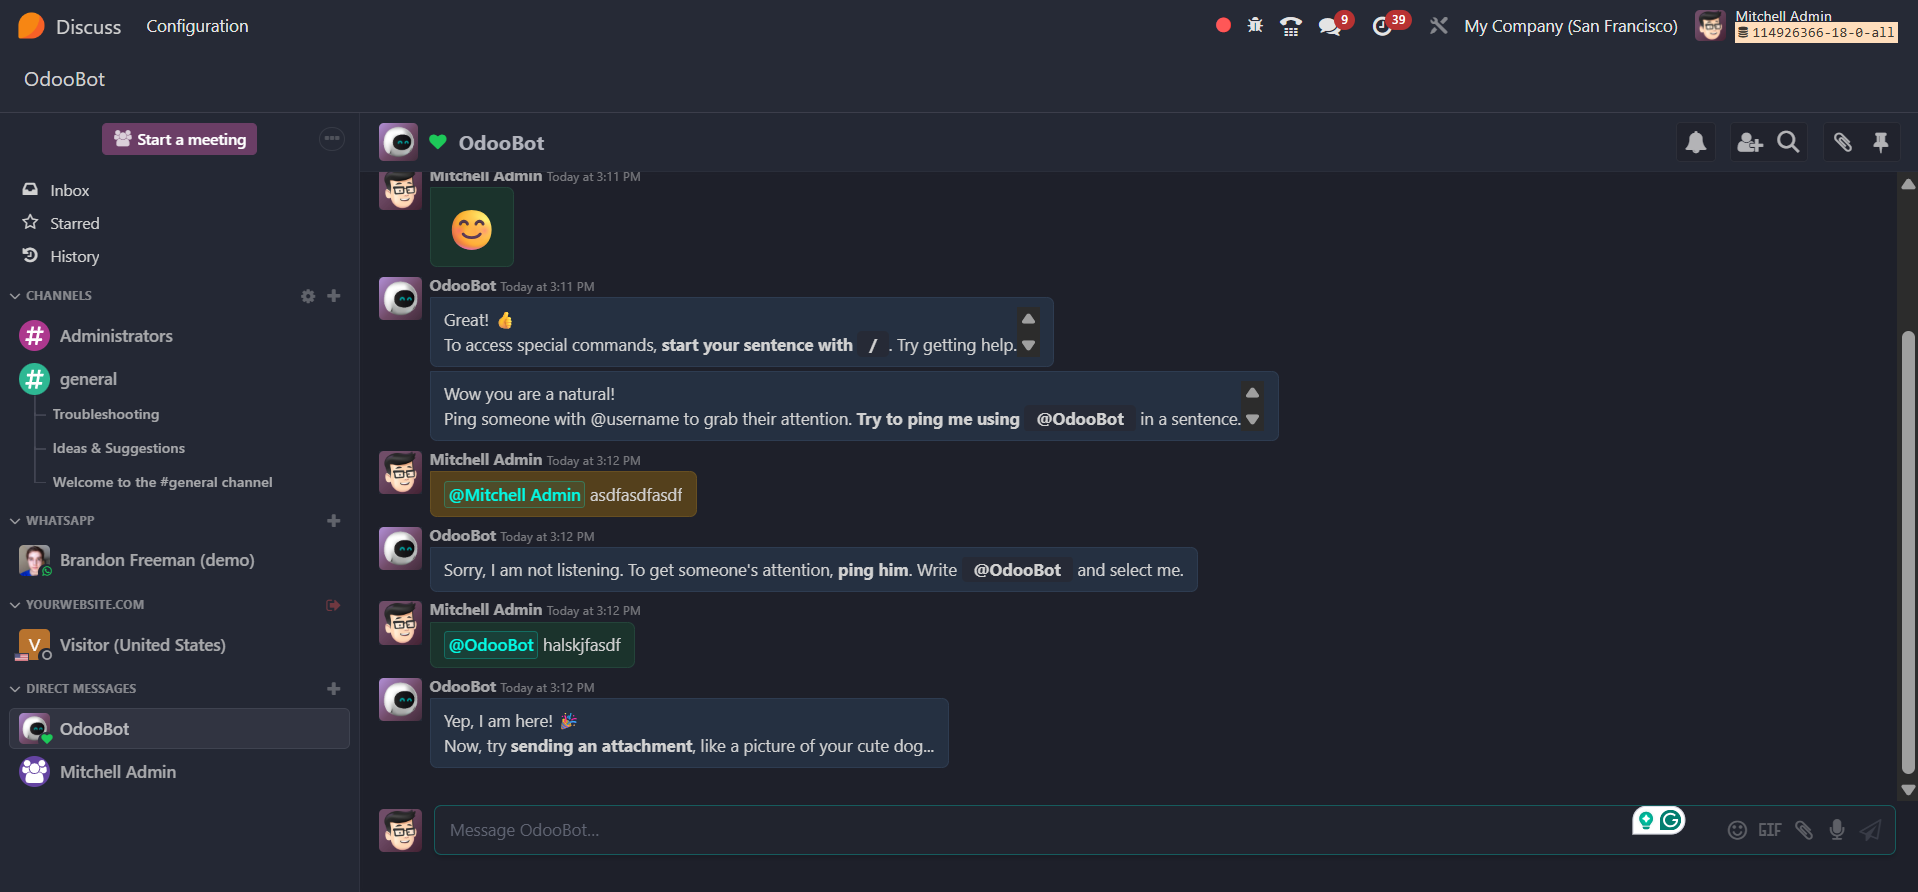 Discuss
Configuration
9
39
My Company (San Francisco)
Mitchell Admin
114926366-18-0-all
OdooBot
Start a meeting
Inbox
Starred
History
CHANNELS
Administrators
general
Troubleshooting
Ideas & Suggestions
Welcome to the #general channel
WHATSAPP
Brandon Freeman (demo)
YOURWEBSITE.COM
V
Visitor (United States)
DIRECT MESSAGES
OdooBot
Mitchell Admin
OdooBot
Mitchell Admin Today at 3:11 PM
OdooBot Today at 3:11 PM
Great! 👍
To access special commands, start your sentence with / . Try getting help.
Wow you are a natural!
Ping someone with @username to grab their attention. Try to ping me using @OdooBot in a sentence.
Mitchell Admin Today at 3:12 PM
@Mitchell Admin asdfasdfasdf
OdooBot Today at 3:12 PM
Sorry, I am not listening. To get someone's attention, ping him. Write @OdooBot and select me.
Mitchell Admin Today at 3:12 PM
@OdooBot halskjfasdf
OdooBot Today at 3:12 PM
Yep, I am here! 🎉
Now, try sending an attachment, like a picture of your cute dog...
Message OdooBot...
GIF